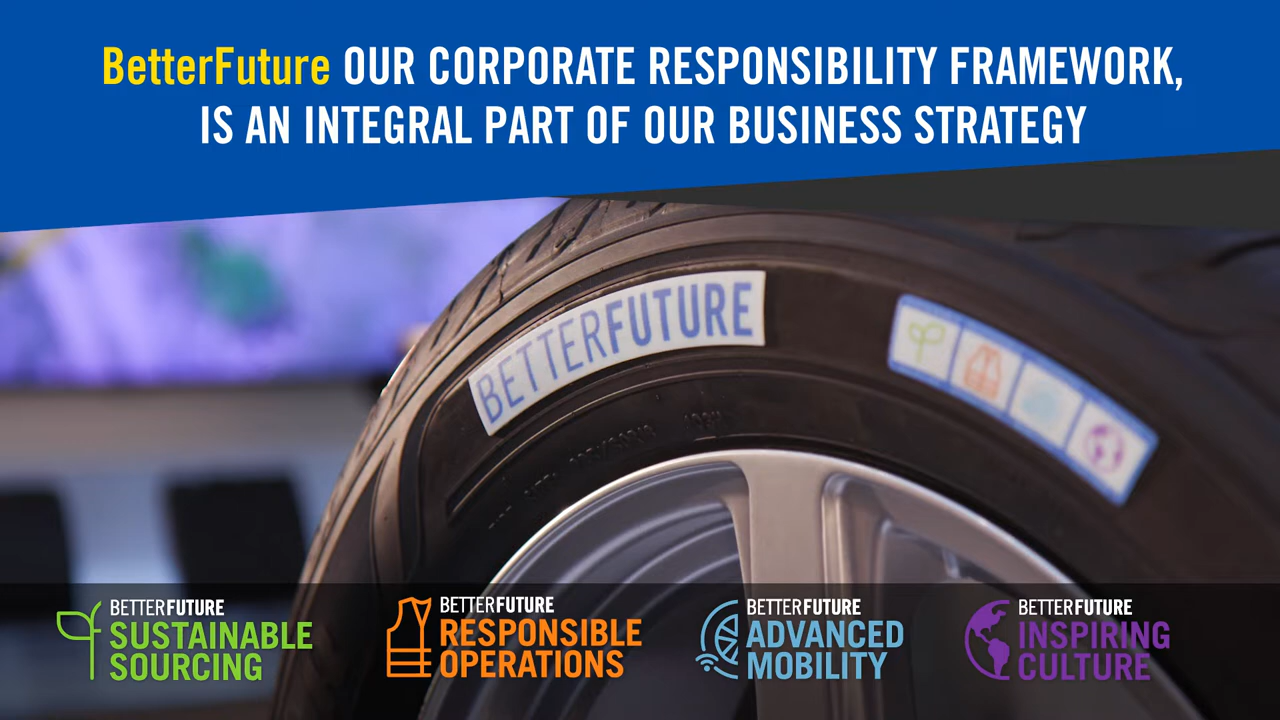 BetterFuture OUR CORPORATE RESPONSIBILITY FRAMEWORK,
IS AN INTEGRAL PART OF OUR BUSINESS STRATEGY
BETTERFUTURE
BETTERFUTURE
SUSTAINABLE
SOURCING
BETTERFUTURE
RESPONSIBLE
OPERATIONS
BETTERFUTURE
ADVANCED
MOBILITY
BETTERFUTURE
INSPIRING
CULTURE